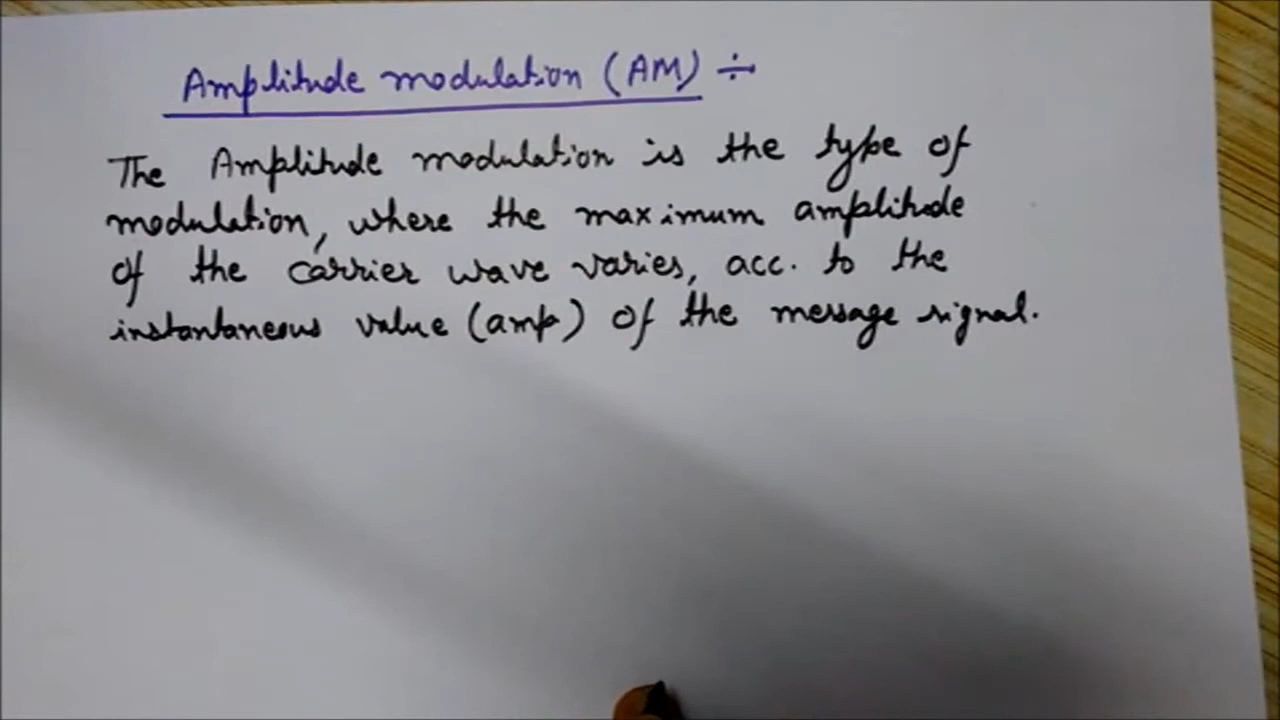 Amplitude modulation (AM) ÷
The Amplitude modulation is the type of
modulation, where the maximum amplitude
of the carrier wave varies, acc. to the
instantaneous value (amp) of the message signal.